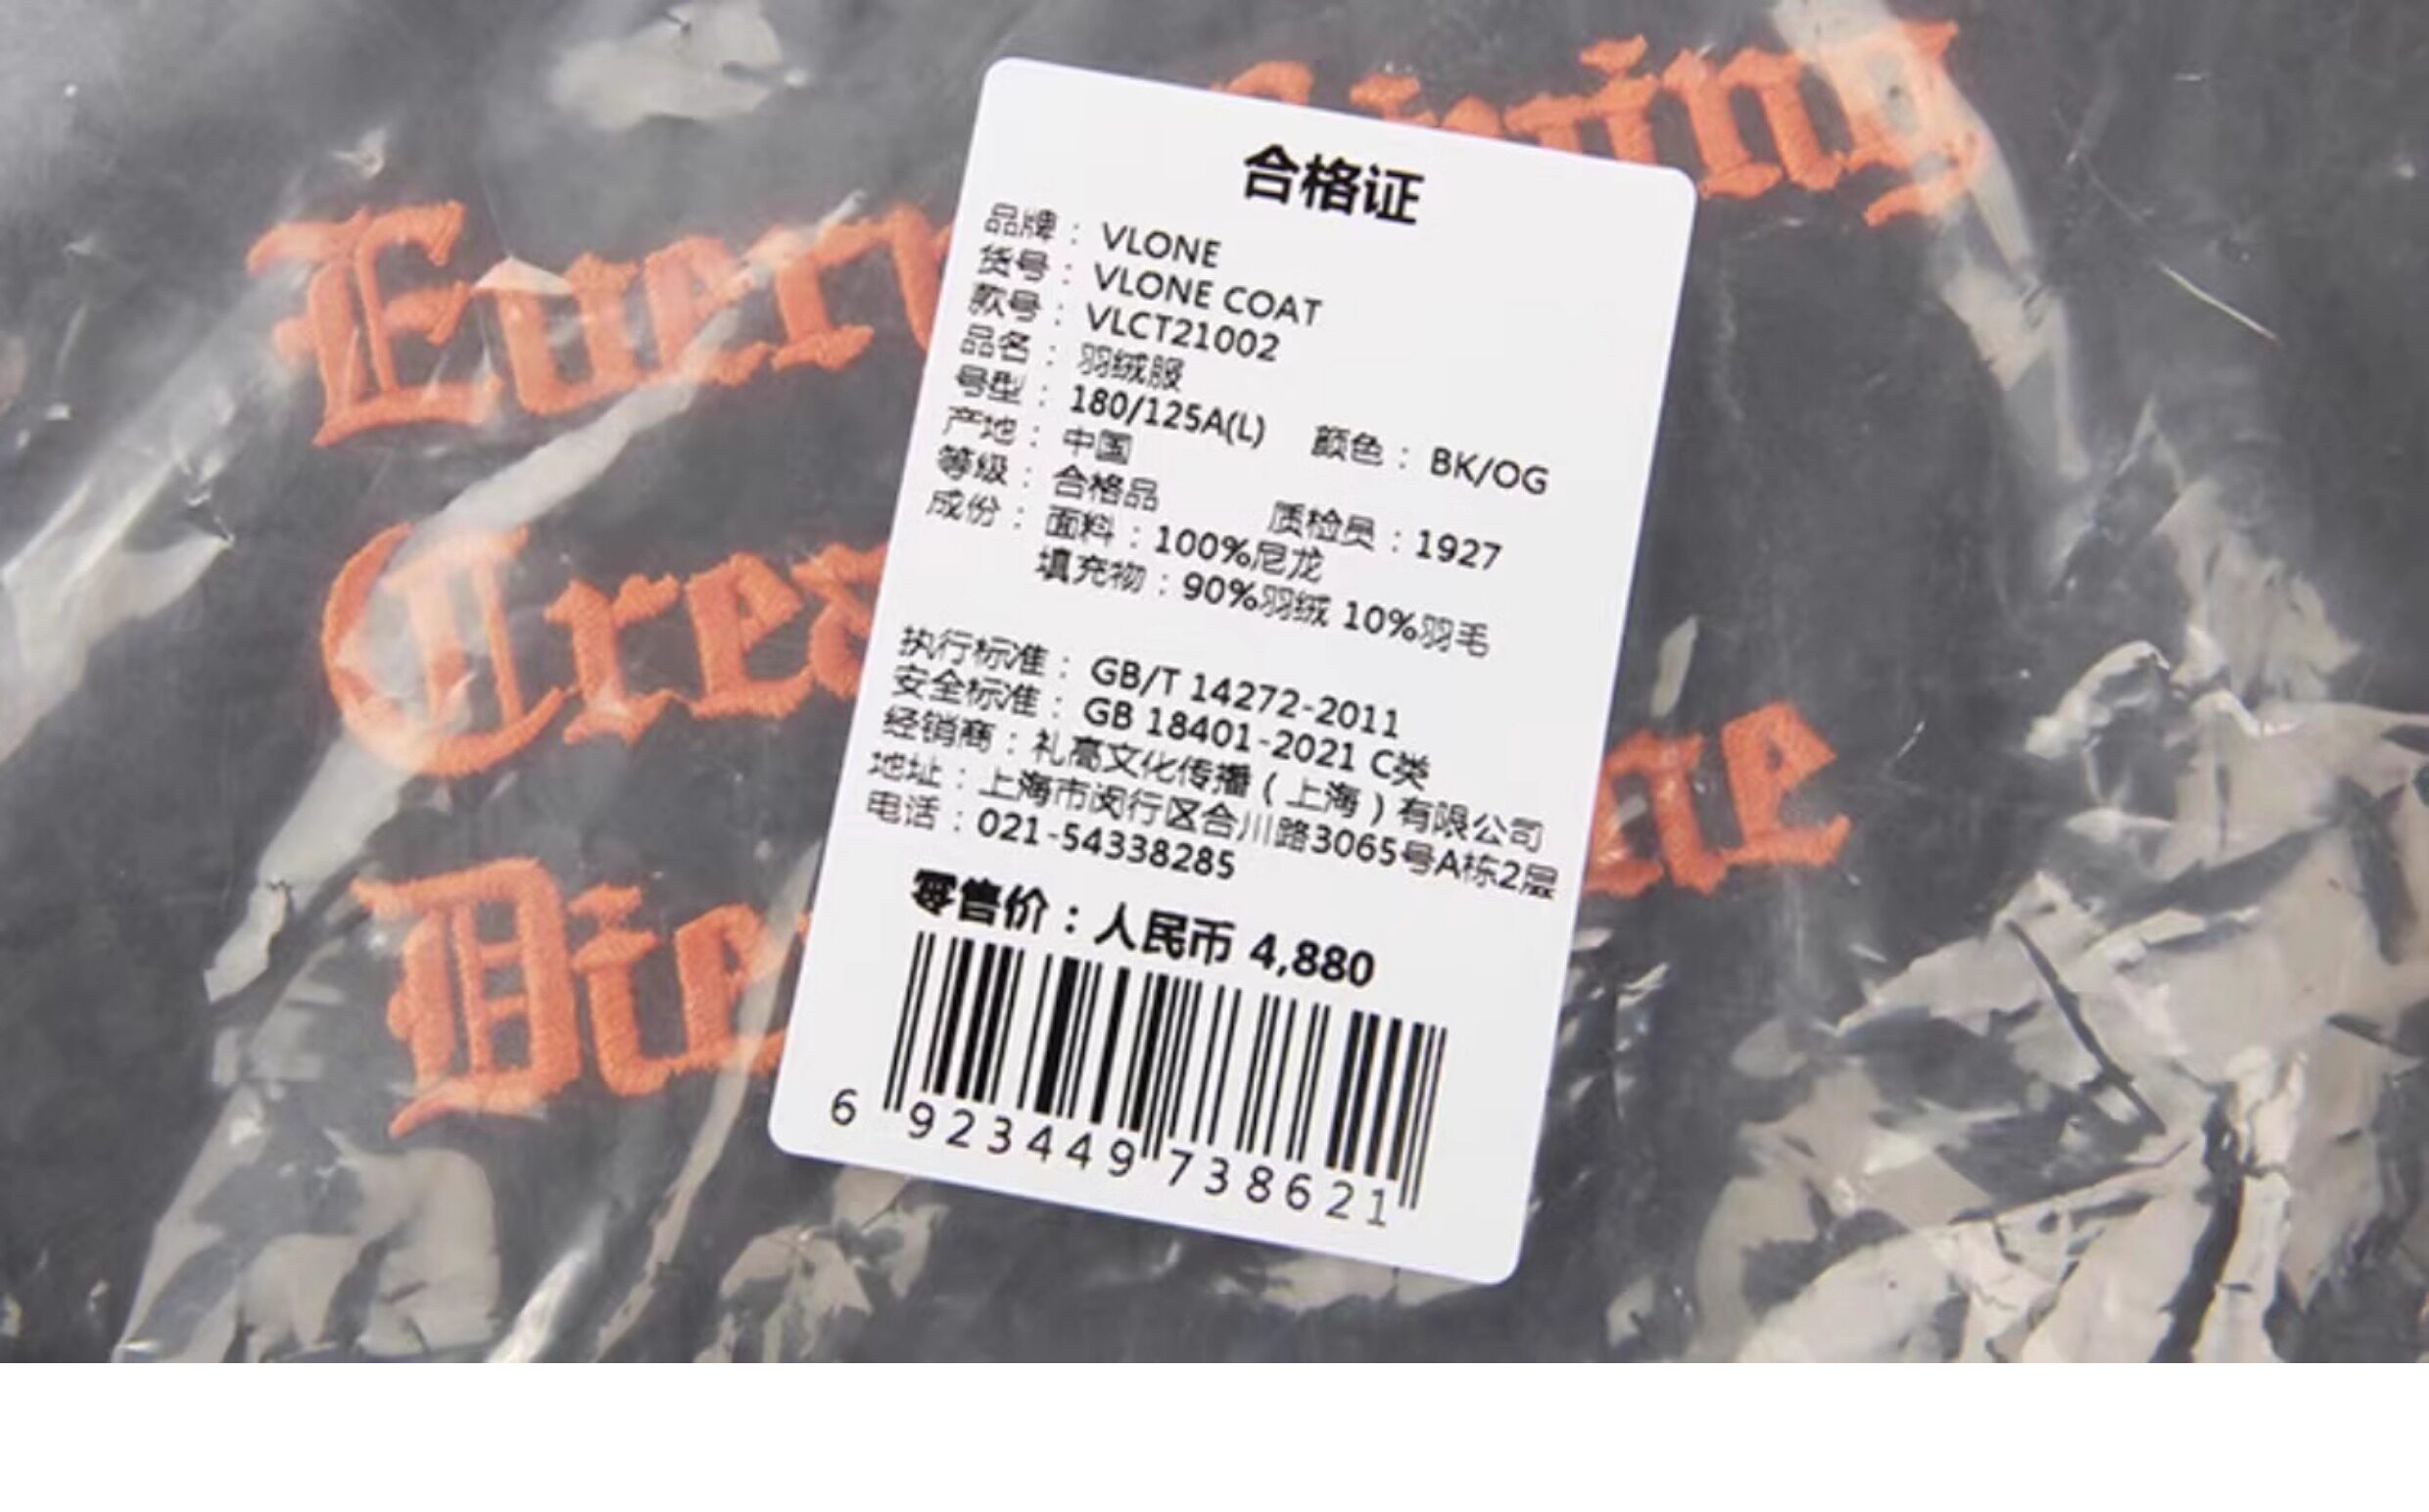 合格证
品牌：VLONE
货号：VLONE COAT
款号：VLCT21002
品名：羽绒服
号型：180/125A(L) 颜色：BK/OG
产地：中国
等级：合格品 质检员：1927
成份：面料：100%尼龙
填充物：90%羽绒 10%羽毛
执行标准：GB/T 14272-2011
安全标准：GB 18401-2021 C类
经销商：礼高文化传播（上海）有限公司
地址：上海市闵行区合川路3065号A栋2层
电话：021-54338285
零售价：人民币 4,880
6 923449 738621